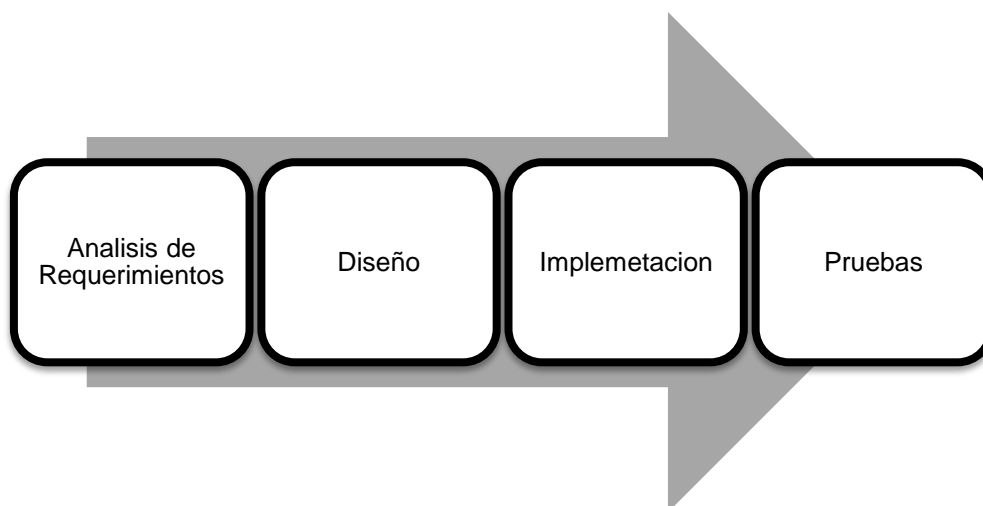 Analisis de
Requerimientos
Diseño
Implemetacion
Pruebas